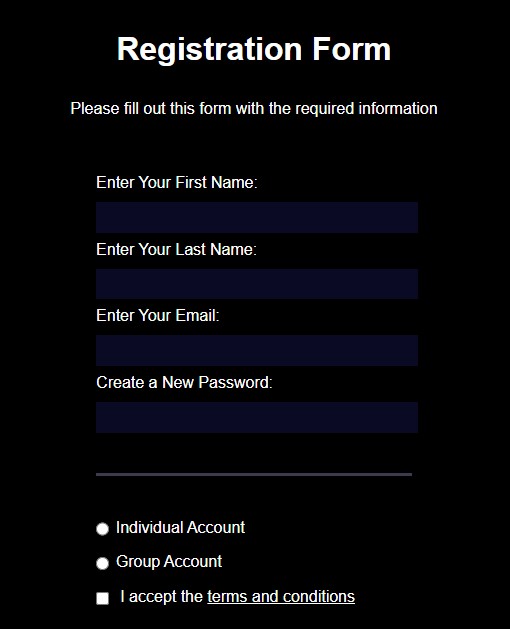 Registration Form
Please fill out this form with the required information
Enter Your First Name:
Enter Your Last Name:
Enter Your Email:
Create a New Password:
Individual Account
Group Account
I accept the terms and conditions